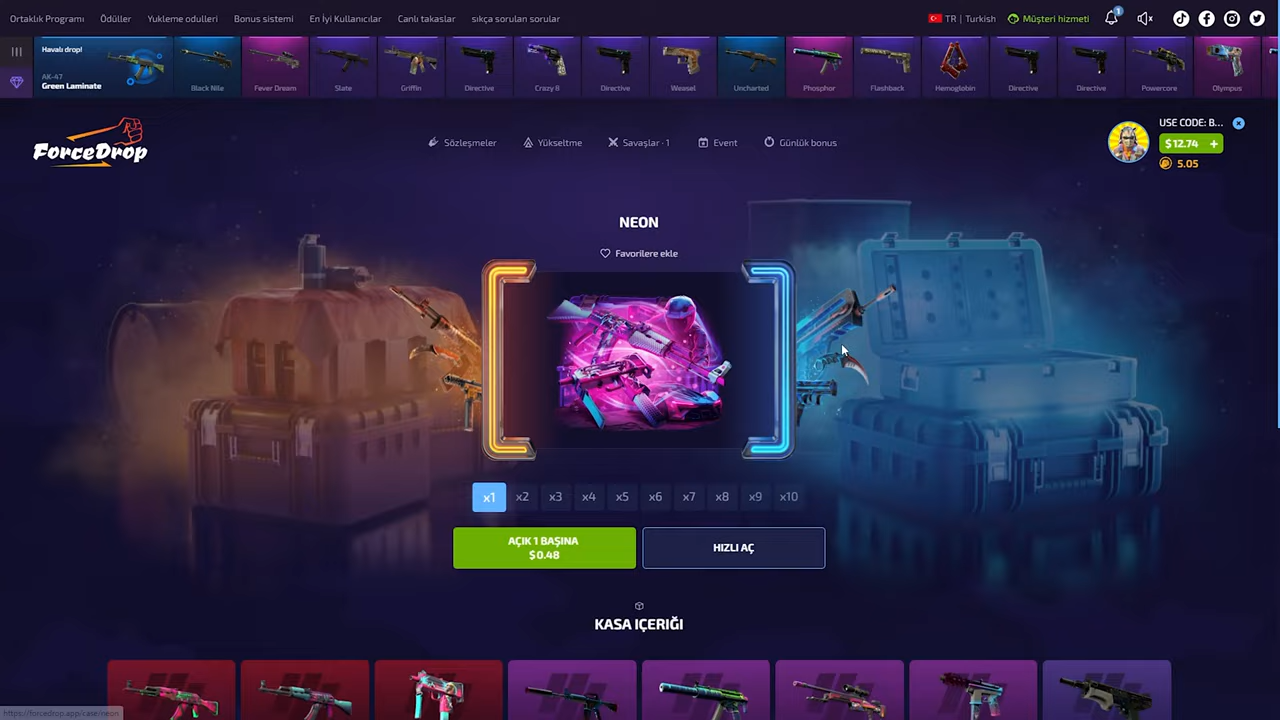 Ortaklık Programı Ödüller Yukleme odulleri Bonus sistemi En İyi Kullanıcılar Canlı takaslar sıkça sorulan sorular TR | Turkish Müşteri hizmeti 1
Havalı drop!
AK-47
Green Laminate
Black Nile Fever Dream Slate Griffin Directive Crazy 8 Directive Weasel Uncharted Phosphor Flashback Hemoglobin Directive Directive Powercore Olympus
ForceDrop
Sözleşmeler Yükseltme Savaşlar · 1 Event Günlük bonus
USE CODE: B...
$12.74 +
5.05
NEON
Favorilere ekle
x1 x2 x3 x4 x5 x6 x7 x8 x9 x10
AÇIK 1 BAŞINA
$0.48
HIZLI AÇ
KASA IÇERIĞI
https://forcedrop.app/case/neon